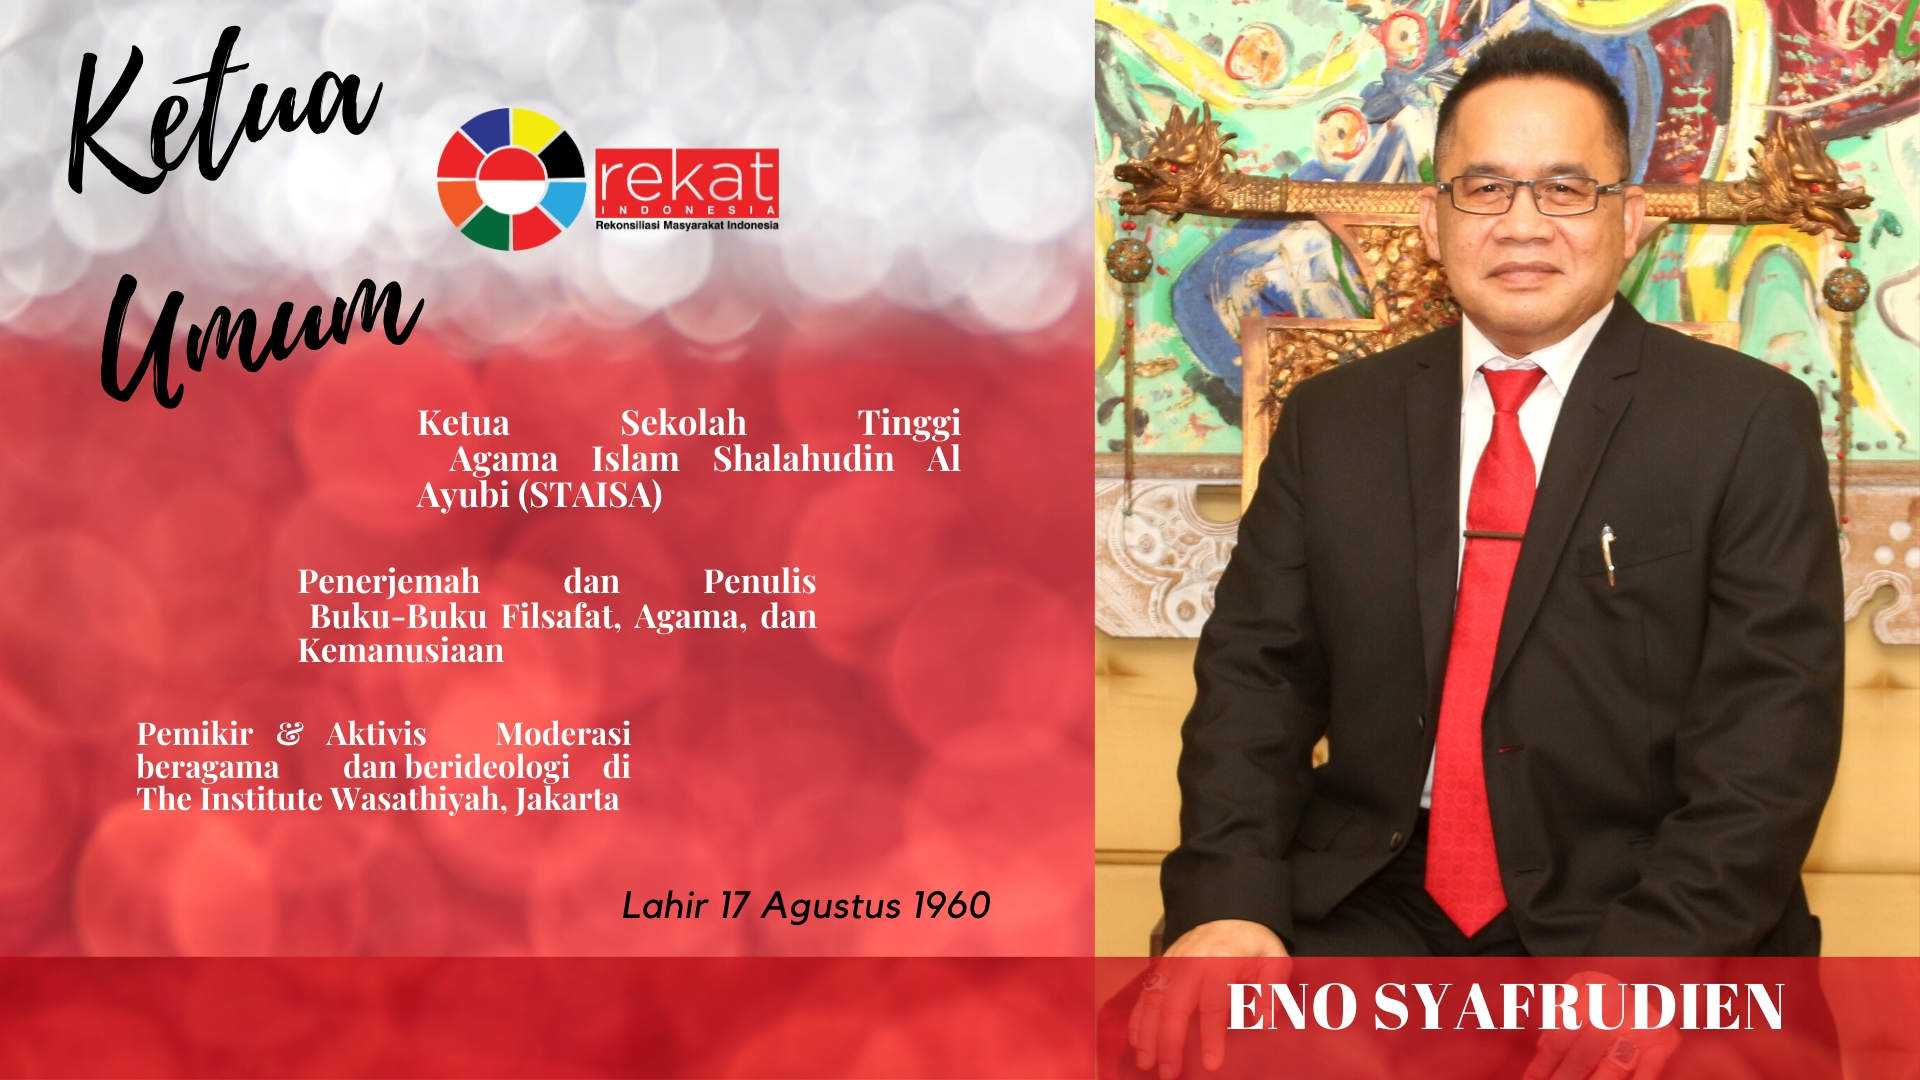 Ketua
Umum
rekat
INDONESIA
Rekonsiliasi Masyarakat Indonesia
Ketua Sekolah Tinggi
Agama Islam Shalahudin Al
Ayubi (STAISA)
Penerjemah dan Penulis
Buku-Buku Filsafat, Agama, dan
Kemanusiaan
Pemikir & Aktivis Moderasi
beragama dan berideologi di
The Institute Wasathiyah, Jakarta
Lahir 17 Agustus 1960
ENO SYAFRUDIEN